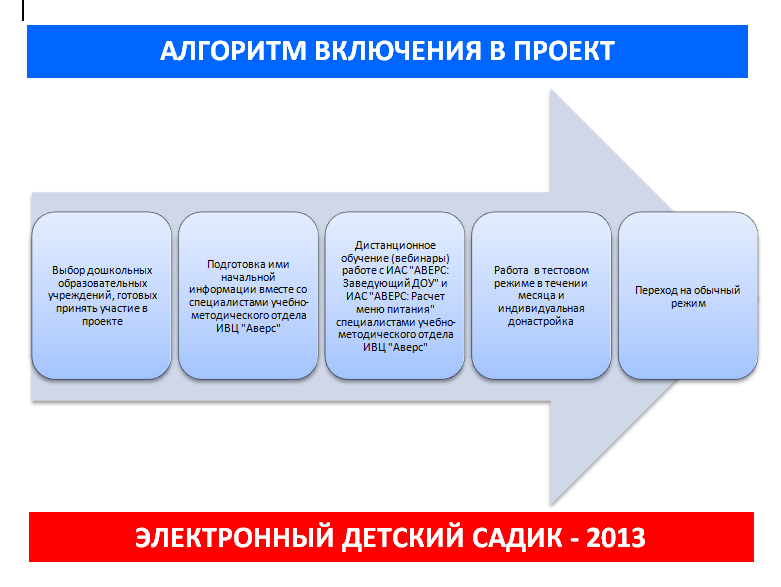 АЛГОРИТМ ВКЛЮЧЕНИЯ В ПРОЕКТ
Выбор дошкольных
образовательных
учреждений, готовых
принять участие в
проекте
Подготовка ими
начальной
информации вместе со
специалистами учебно-
методического отдела
ИВЦ "Аверс"
Дистанционное
обучение (вебинары)
работе с ИАС "АВЕРС:
Заведующий ДОУ" и
ИАС "АВЕРС: Расчет
меню питания"
специалистами учебно-
методического отдела
ИВЦ "Аверс"
Работа в тестовом
режиме в течении
месяца и
индивидуальная
донастройка
Переход на обычный
режим
ЭЛЕКТРОННЫЙ ДЕТСКИЙ САДИК - 2013